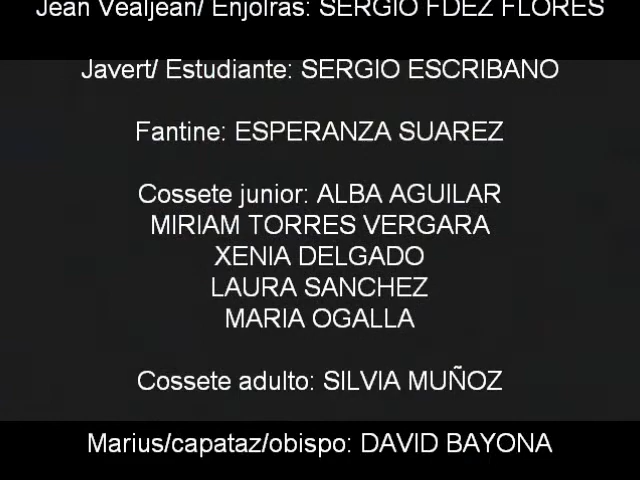 Jean Vealjean/ Enjolras: SERGIO FDEZ FLORES
Javert/ Estudiante: SERGIO ESCRIBANO
Fantine: ESPERANZA SUAREZ
Cossete junior: ALBA AGUILAR
MIRIAM TORRES VERGARA
XENIA DELGADO
LAURA SANCHEZ
MARIA OGALLA
Cossete adulto: SILVIA MUÑOZ
Marius/capataz/obispo: DAVID BAYONA